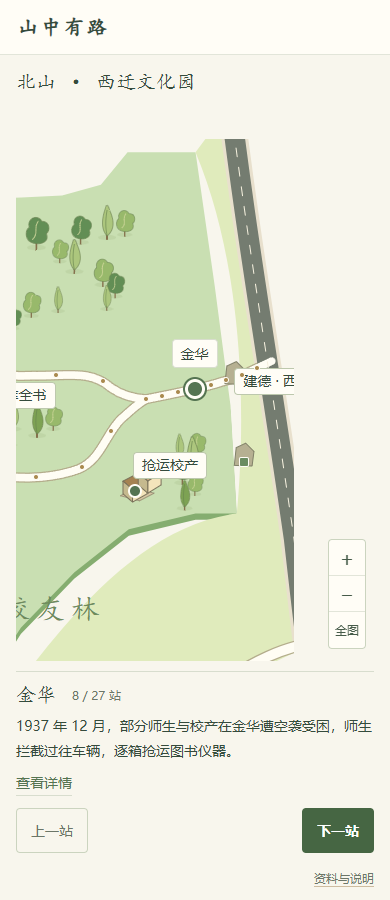 山中有路
北山 • 西迁文化园
金华
建德 · 西
全书
抢运校产
友林
+
−
全图
金华 8 / 27 站
1937 年 12 月，部分师生与校产在金华遭空袭受困，师生
拦截过往车辆，逐箱抢运图书仪器。
查看详情
上一站
下一站
资料与说明